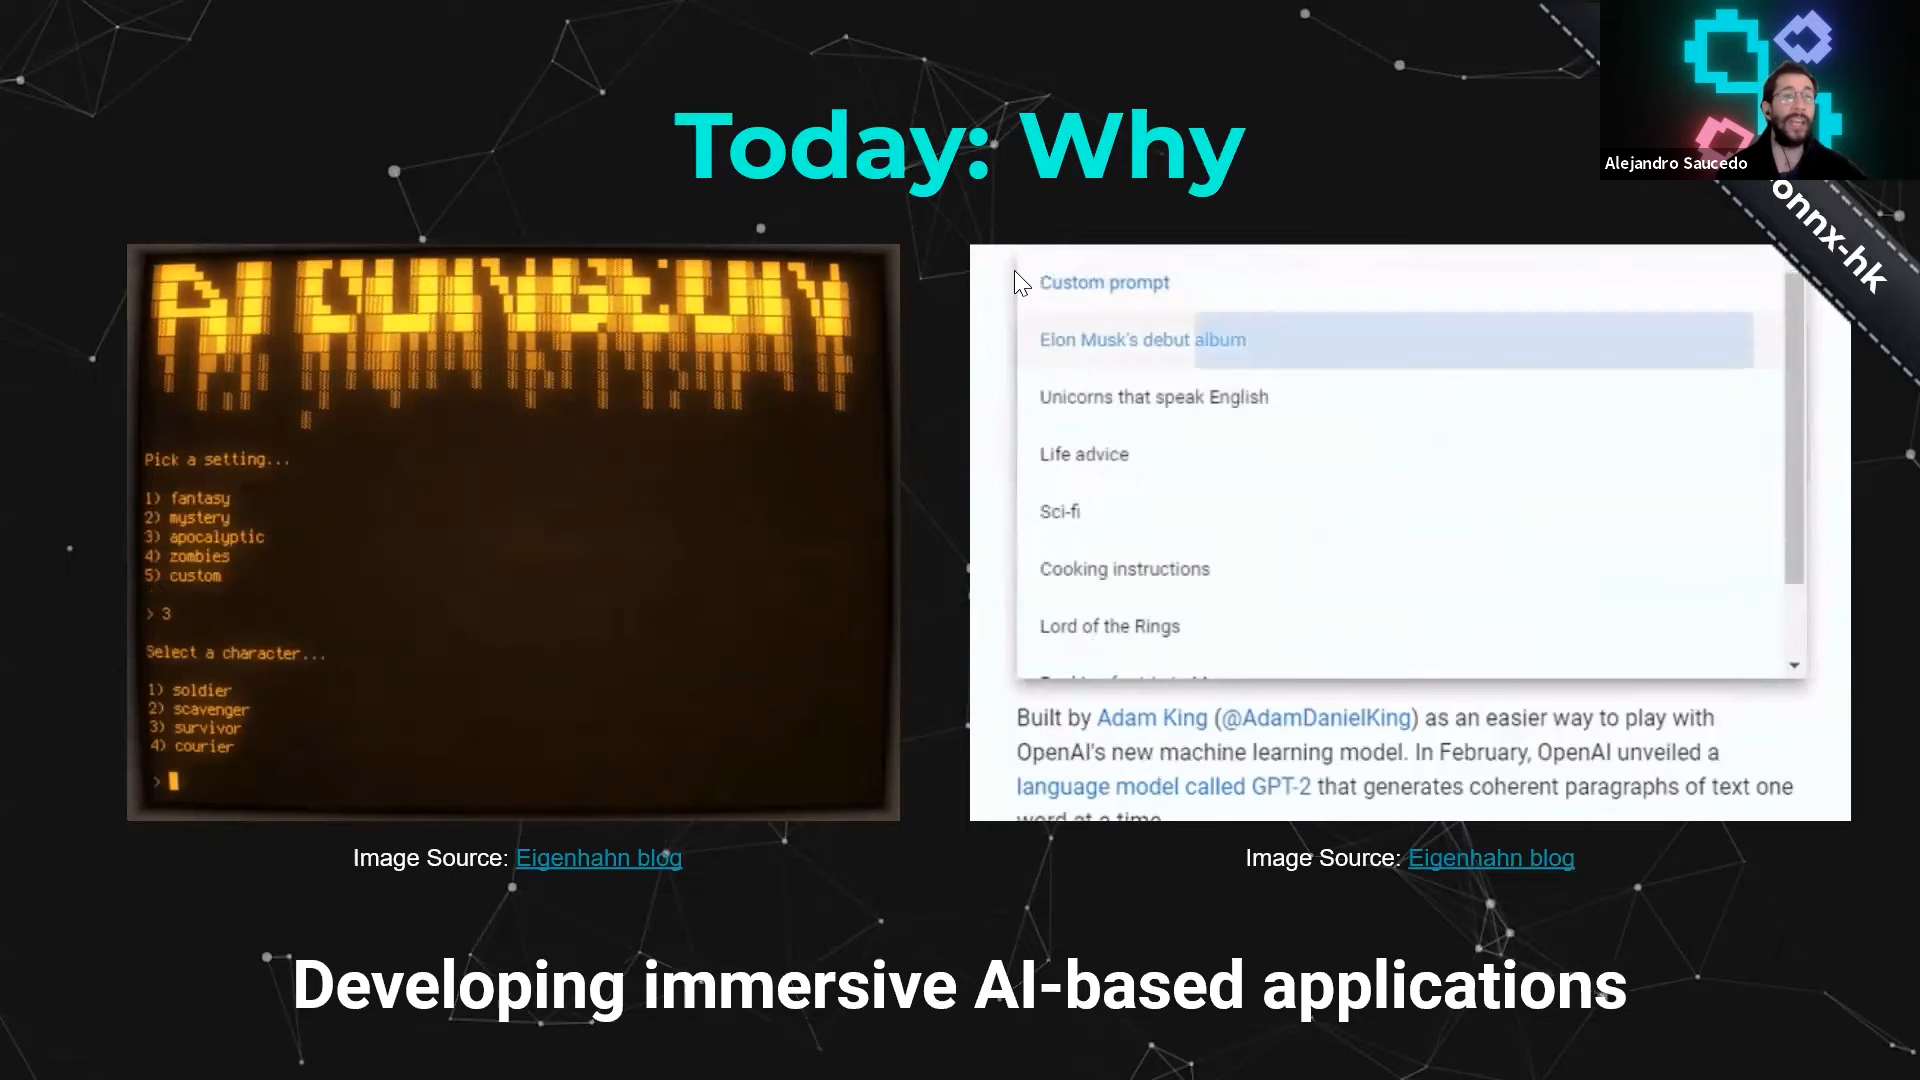 Today: Why
Alejandro Saucedo
onnx-hk
AI DUNGEON
Pick a setting...
1) fantasy
2) mystery
3) apocalyptic
4) zombies
5) custom
> 3
Select a character...
1) soldier
2) scavenger
3) survivor
4) courier
>
Custom prompt
Elon Musk's debut album
Unicorns that speak English
Life advice
Sci-fi
Cooking instructions
Lord of the Rings
Built by Adam King (@AdamDanielKing) as an easier way to play with
OpenAI's new machine learning model. In February, OpenAI unveiled a
language model called GPT-2 that generates coherent paragraphs of text one
word at a time.
Image Source: Eigenhahn blog
Image Source: Eigenhahn blog
Developing immersive AI-based applications